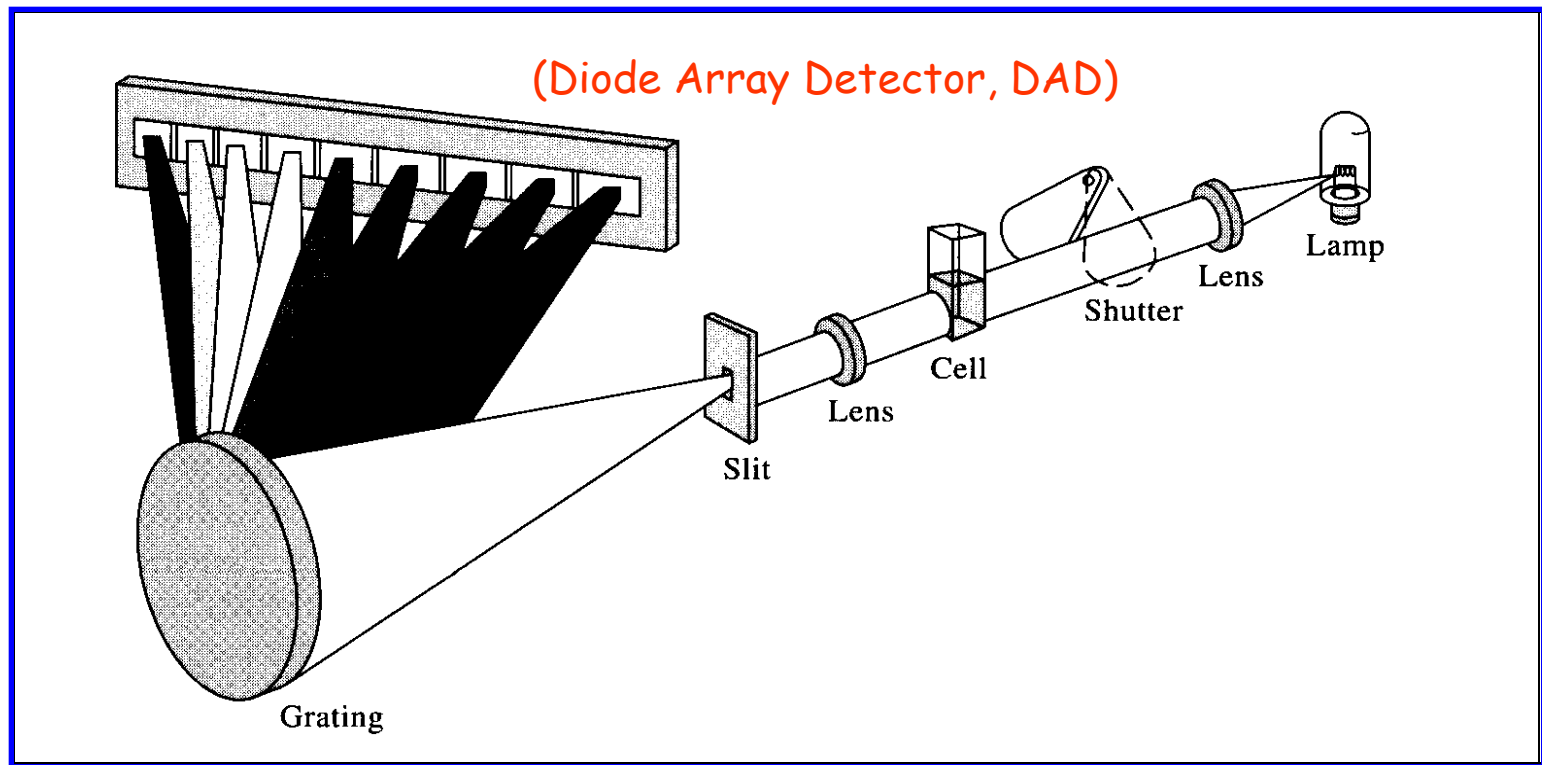 (Diode Array Detector, DAD)
Lamp
Lens
Shutter
Cell
Lens
Slit
Grating